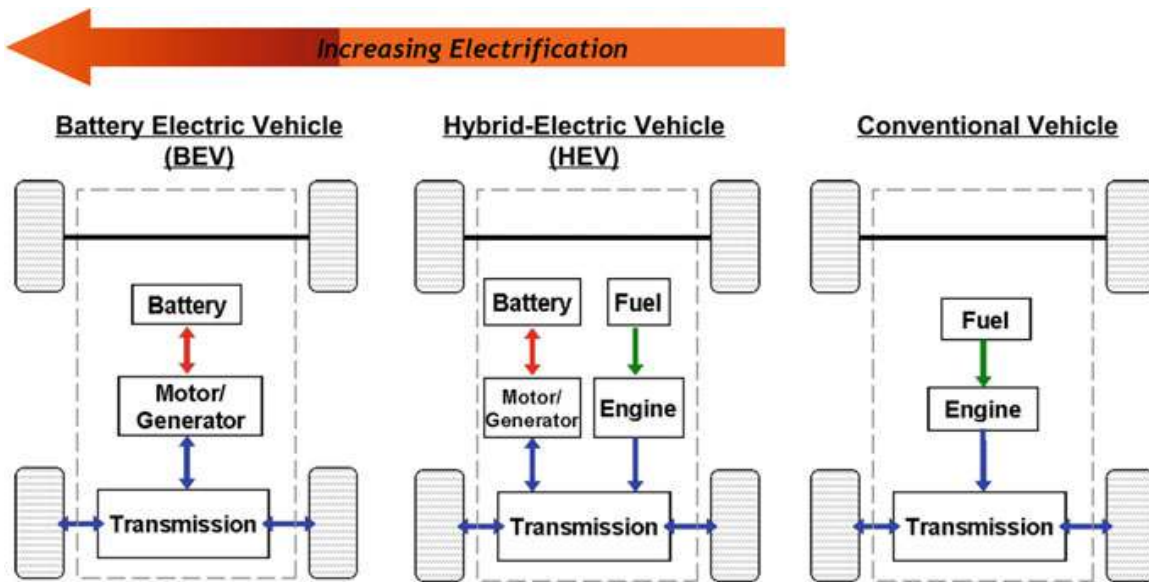 Increasing Electrification
Battery Electric Vehicle
(BEV)
Battery
Motor/
Generator
Transmission
Hybrid-Electric Vehicle
(HEV)
Battery
Fuel
Motor/
Generator
Engine
Transmission
Conventional Vehicle
Fuel
Engine
Transmission